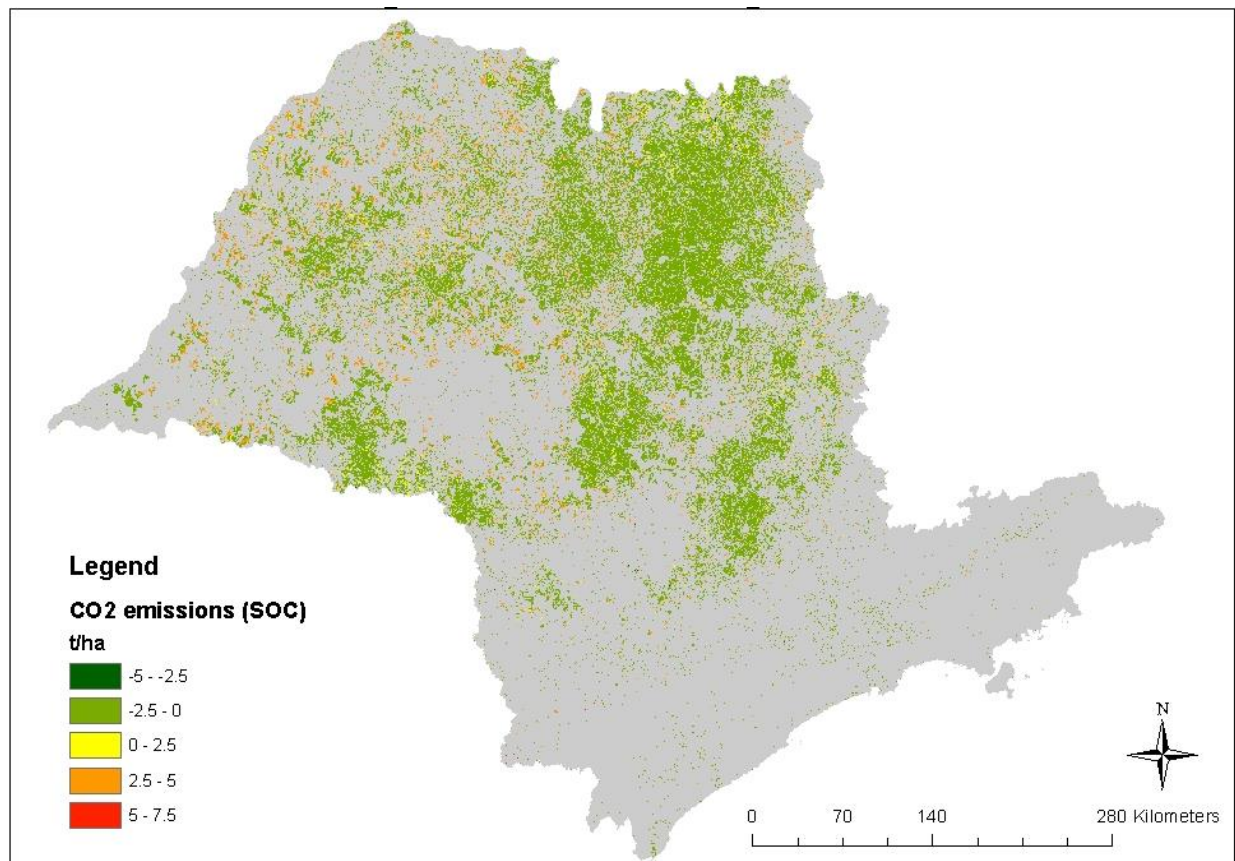 Legend
CO2 emissions (SOC)
t/ha
-5 - -2.5
-2.5 - 0
0 - 2.5
2.5 - 5
5 - 7.5
N
0 70 140 280 Kilometers